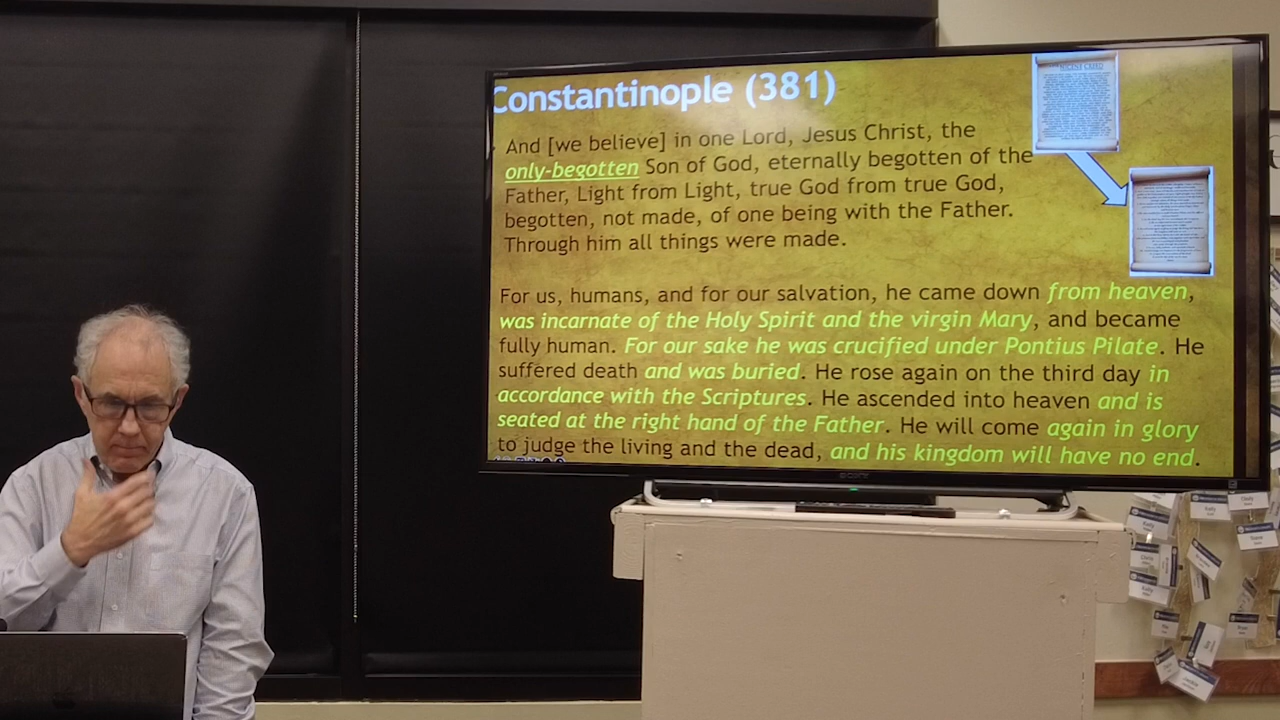 Constantinople (381)
NICENE CREED
And [we believe] in one Lord, Jesus Christ, the
only-begotten Son of God, eternally begotten of the
Father, Light from Light, true God from true God,
begotten, not made, of one being with the Father.
Through him all things were made.
For us, humans, and for our salvation, he came down from heaven,
was incarnate of the Holy Spirit and the virgin Mary, and became
fully human. For our sake he was crucified under Pontius Pilate. He
suffered death and was buried. He rose again on the third day in
accordance with the Scriptures. He ascended into heaven and is
seated at the right hand of the Father. He will come again in glory
to judge the living and the dead, and his kingdom will have no end.
SONY